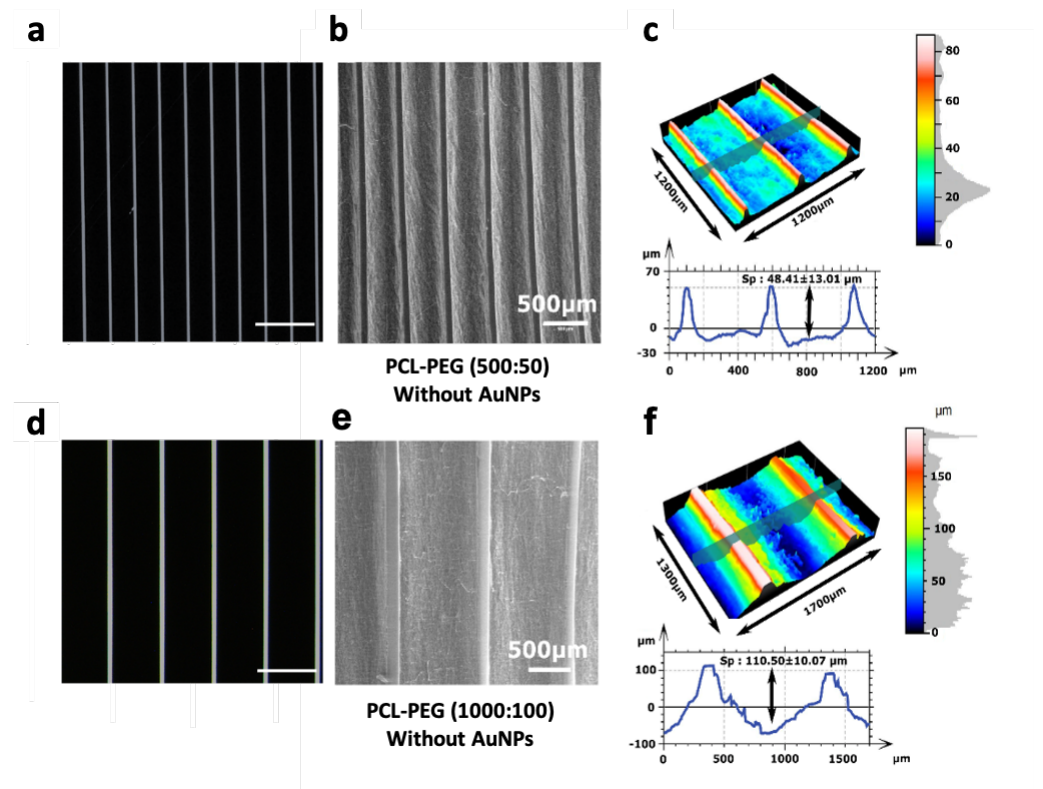 a
b
c
80
60
40
20
0
1200µm
1200µm
µm
70
Sp : 48.41±13.01 µm
0
-30
0 400 800 1200 µm
500µm
PCL-PEG (500:50)
Without AuNPs
d
e
f
µm
150
100
50
0
1300µm
1700µm
µm
Sp : 110.50±10.07 µm
100
0
-100
0 500 1000 1500 µm
500µm
PCL-PEG (1000:100)
Without AuNPs